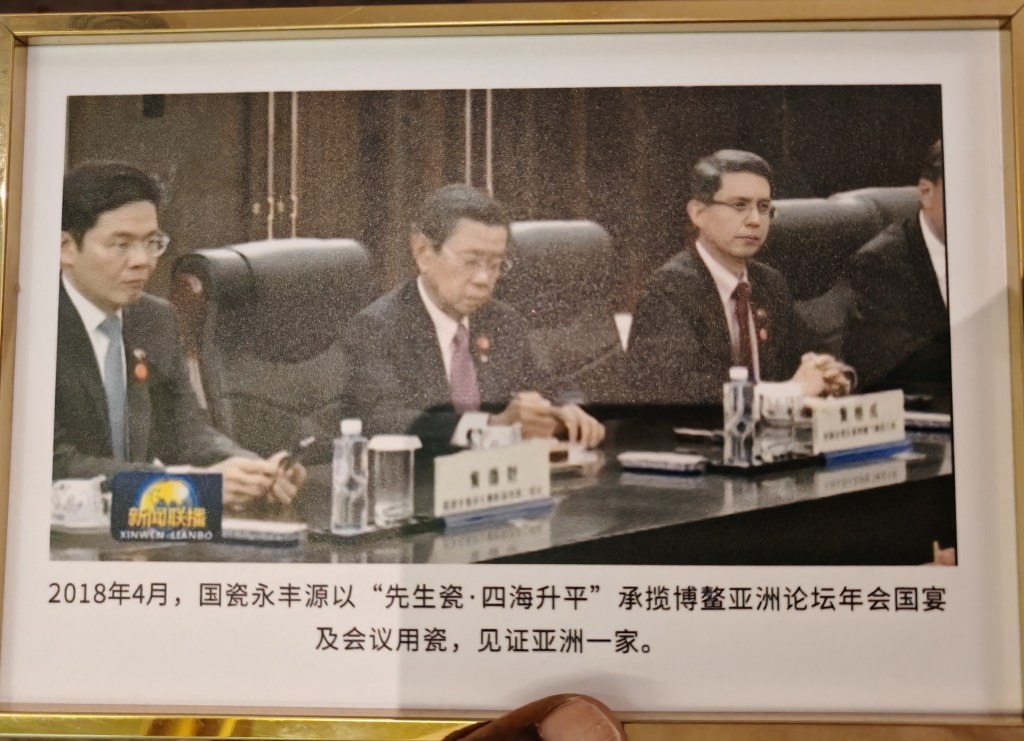 新闻联播
XINWEN LIANBO
2018年4月，国瓷永丰源以“先生瓷·四海升平”承揽博鳌亚洲论坛年会国宴
及会议用瓷，见证亚洲一家。